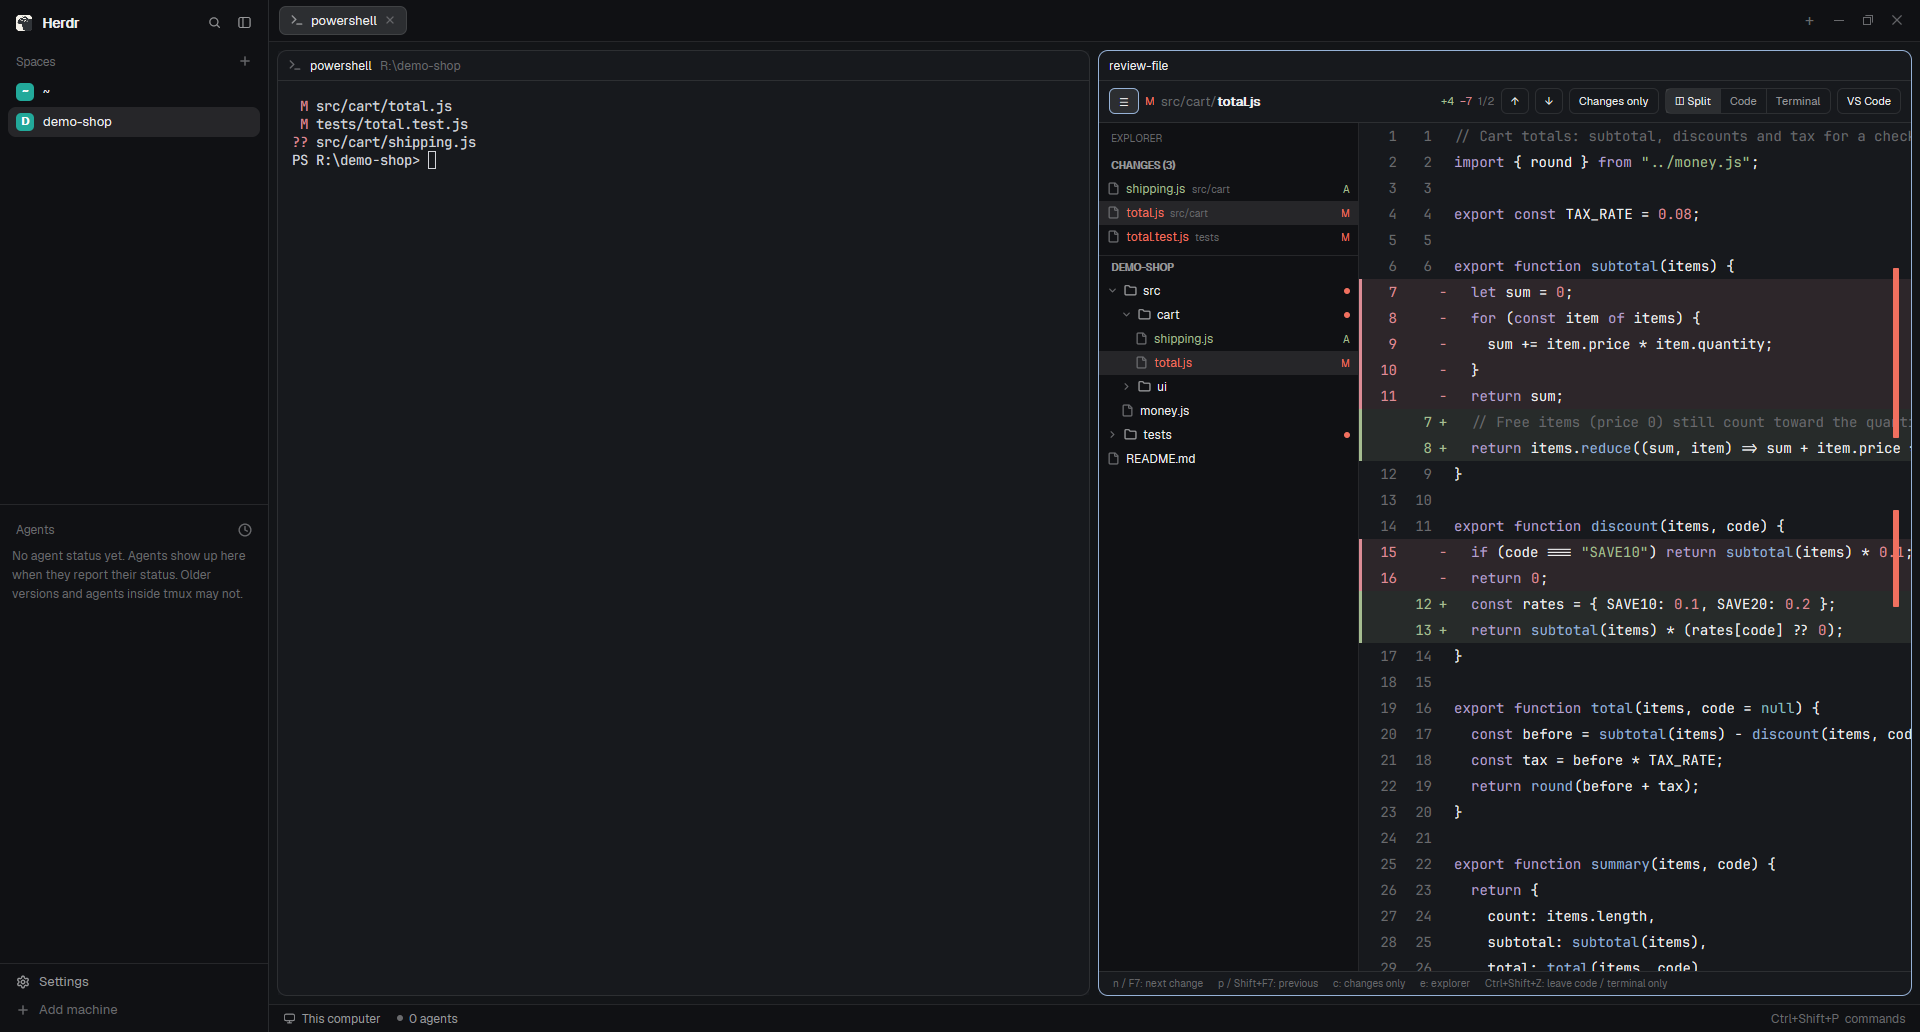 Herdr
Spaces
~ ~
D demo-shop
Agents
No agent status yet. Agents show up here
when they report their status. Older
versions and agents inside tmux may not.
Settings
Add machine
powershell
powershell R:\demo-shop
M src/cart/total.js
M tests/total.test.js
?? src/cart/shipping.js
PS R:\demo-shop>
review-file
M src/cart/total.js +4 −7 1/2 ↑ ↓ Changes only Split Code Terminal VS Code
EXPLORER
CHANGES (3)
shipping.js src/cart A
total.js src/cart M
total.test.js tests M
DEMO-SHOP
src
cart
shipping.js A
total.js M
ui
money.js
tests
README.md
1 1 // Cart totals: subtotal, discounts and tax for a chec
2 2 import { round } from "../money.js";
3 3
4 4 export const TAX_RATE = 0.08;
5 5
6 6 export function subtotal(items) {
7 - let sum = 0;
8 - for (const item of items) {
9 - sum += item.price * item.quantity;
10 - }
11 - return sum;
7 + // Free items (price 0) still count toward the quant
8 + return items.reduce((sum, item) => sum + item.price
12 9 }
13 10
14 11 export function discount(items, code) {
15 - if (code === "SAVE10") return subtotal(items) * 0.1;
16 - return 0;
12 + const rates = { SAVE10: 0.1, SAVE20: 0.2 };
13 + return subtotal(items) * (rates[code] ?? 0);
17 14 }
18 15
19 16 export function total(items, code = null) {
20 17 const before = subtotal(items) - discount(items, cod
21 18 const tax = before * TAX_RATE;
22 19 return round(before + tax);
23 20 }
24 21
25 22 export function summary(items, code) {
26 23 return {
27 24 count: items.length,
28 25 subtotal: subtotal(items),
29 26 total: total(items, code)
n / F7: next change p / Shift+F7: previous c: changes only e: explorer Ctrl+Shift+Z: leave code / terminal only
This computer 0 agents
Ctrl+Shift+P commands